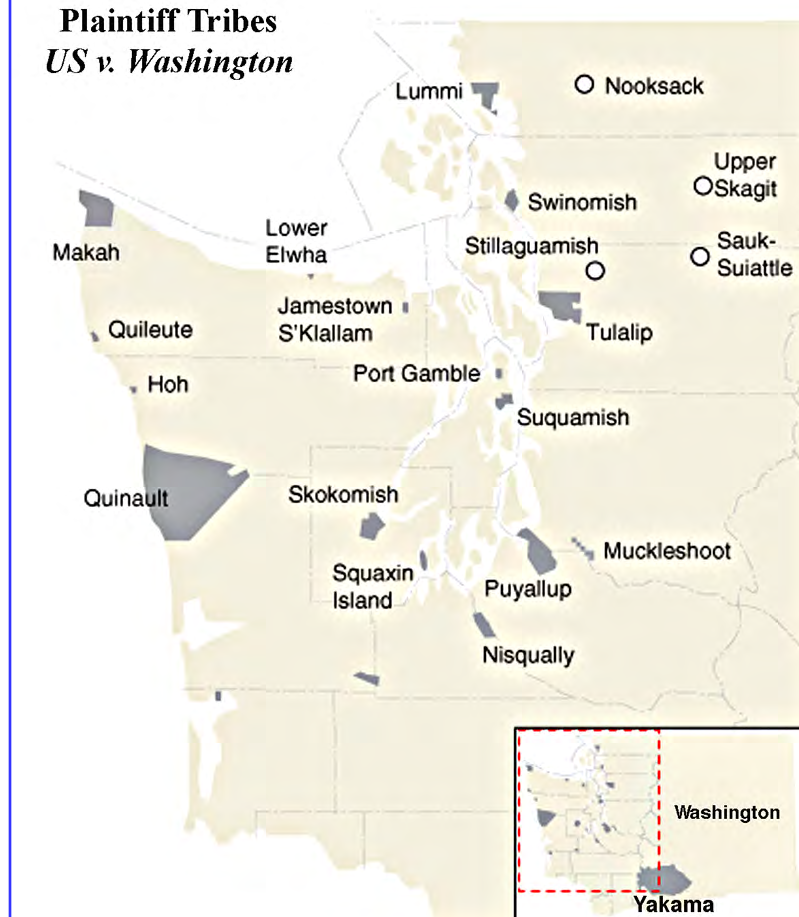 Plaintiff Tribes
US v. Washington
Lummi
Nooksack
Upper
Skagit
Swinomish
Lower
Elwha
Stillaguamish
Sauk-
Suiattle
Makah
Jamestown
S'Klallam
Quileute
Tulalip
Port Gamble
Hoh
Suquamish
Quinault
Skokomish
Muckleshoot
Squaxin
Island
Puyallup
Nisqually
Washington
Yakama